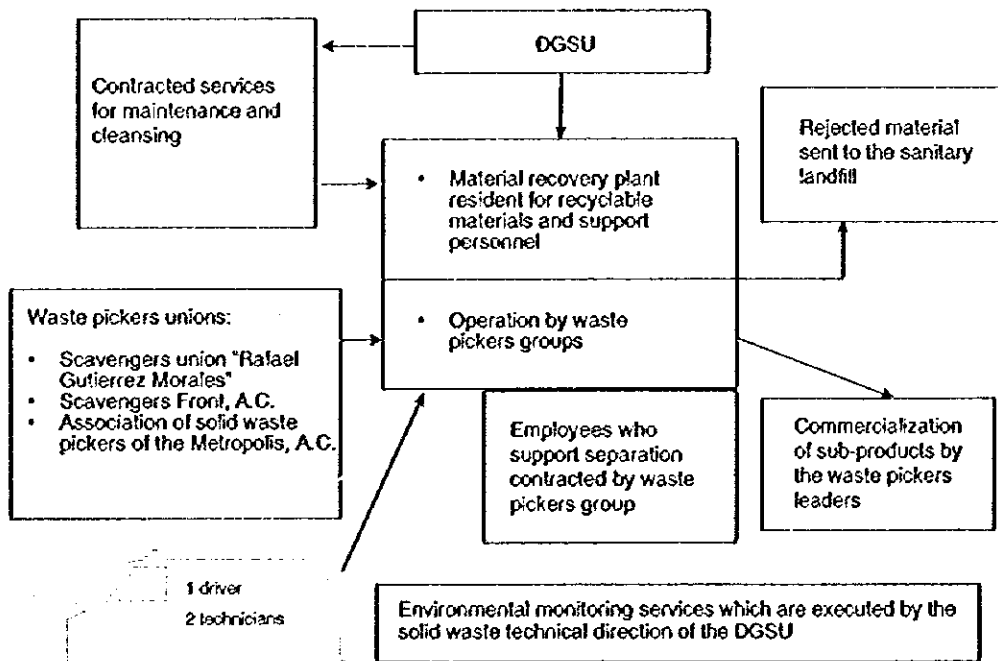 DGSU
Contracted services
for maintenance and
cleansing
• Material recovery plant
resident for recyclable
materials and support
personnel
Rejected material
sent to the sanitary
landfill
Waste pickers unions:
• Scavengers union "Rafael
Gutierrez Morales"
• Scavengers Front, A.C.
• Association of solid waste
pickers of the Metropolis, A.C.
• Operation by waste
pickers groups
Employees who
support separation
contracted by waste
pickers group
Commercialization
of sub-products by
the waste pickers
leaders
1 driver
2 technicians
Environmental monitoring services which are executed by the
solid waste technical direction of the DGSU